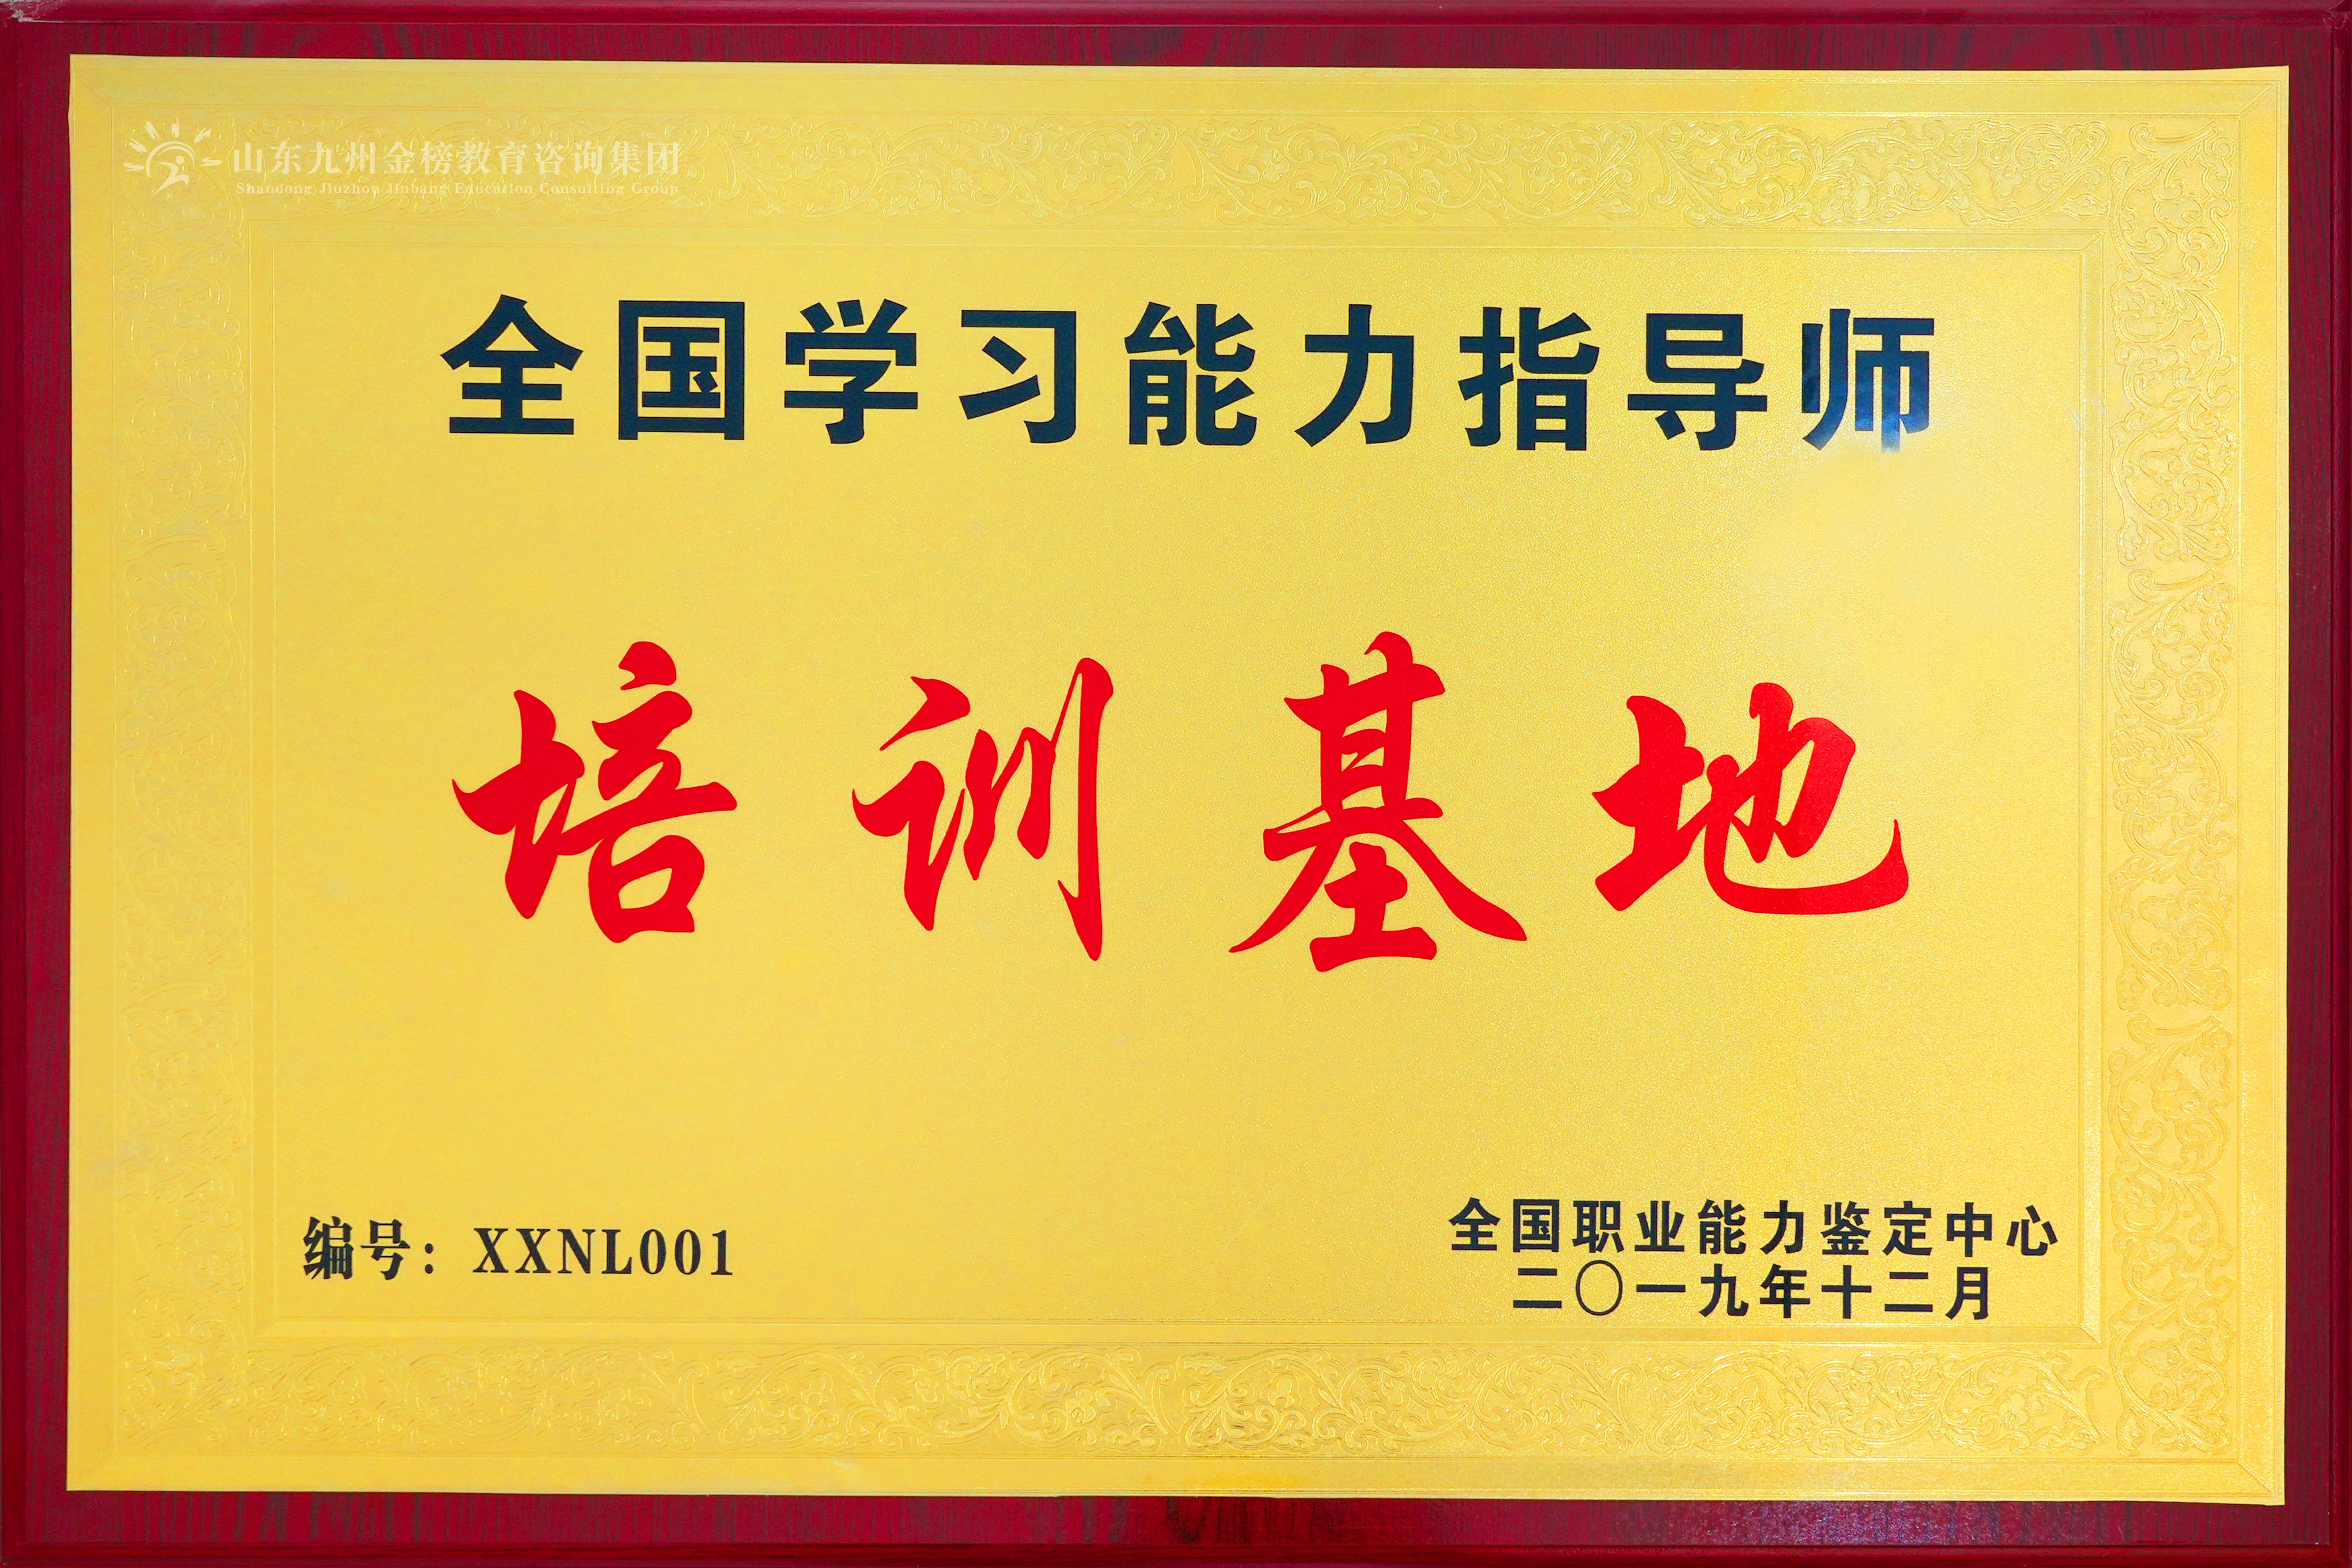 山东九州金榜教育咨询集团
Shandong Jiuzhou Jinbang Education Consulting Group
全国学习能力指导师
培训基地
编号：XXNL001
全国职业能力鉴定中心
二〇一九年十二月